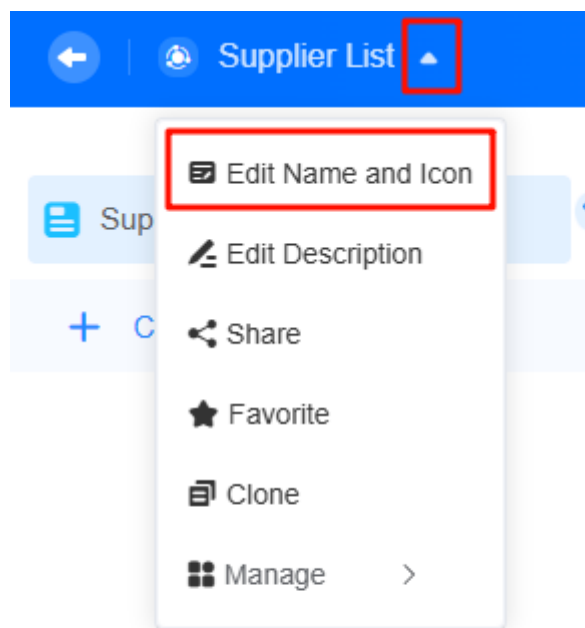 Supplier List
Edit Name and Icon
Sup
Edit Description
C
Share
Favorite
Clone
Manage